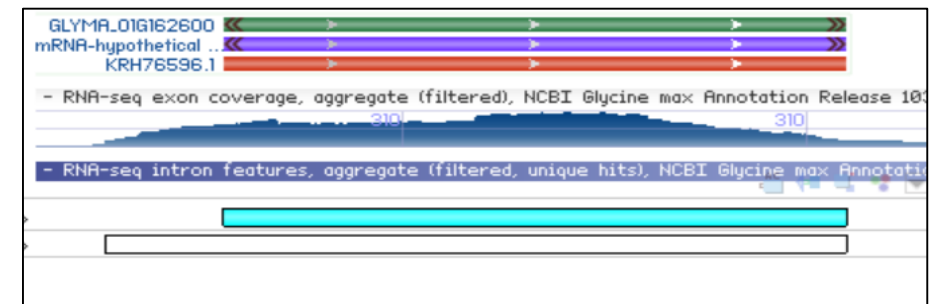 GLYMA_01G162600
mRNA-hypothetical ...
KRH76596.1
- RNA-seq exon coverage, aggregate (filtered), NCBI Glycine max Annotation Release 103
310 310
- RNA-seq intron features, aggregate (filtered, unique hits), NCBI Glycine max Annotati